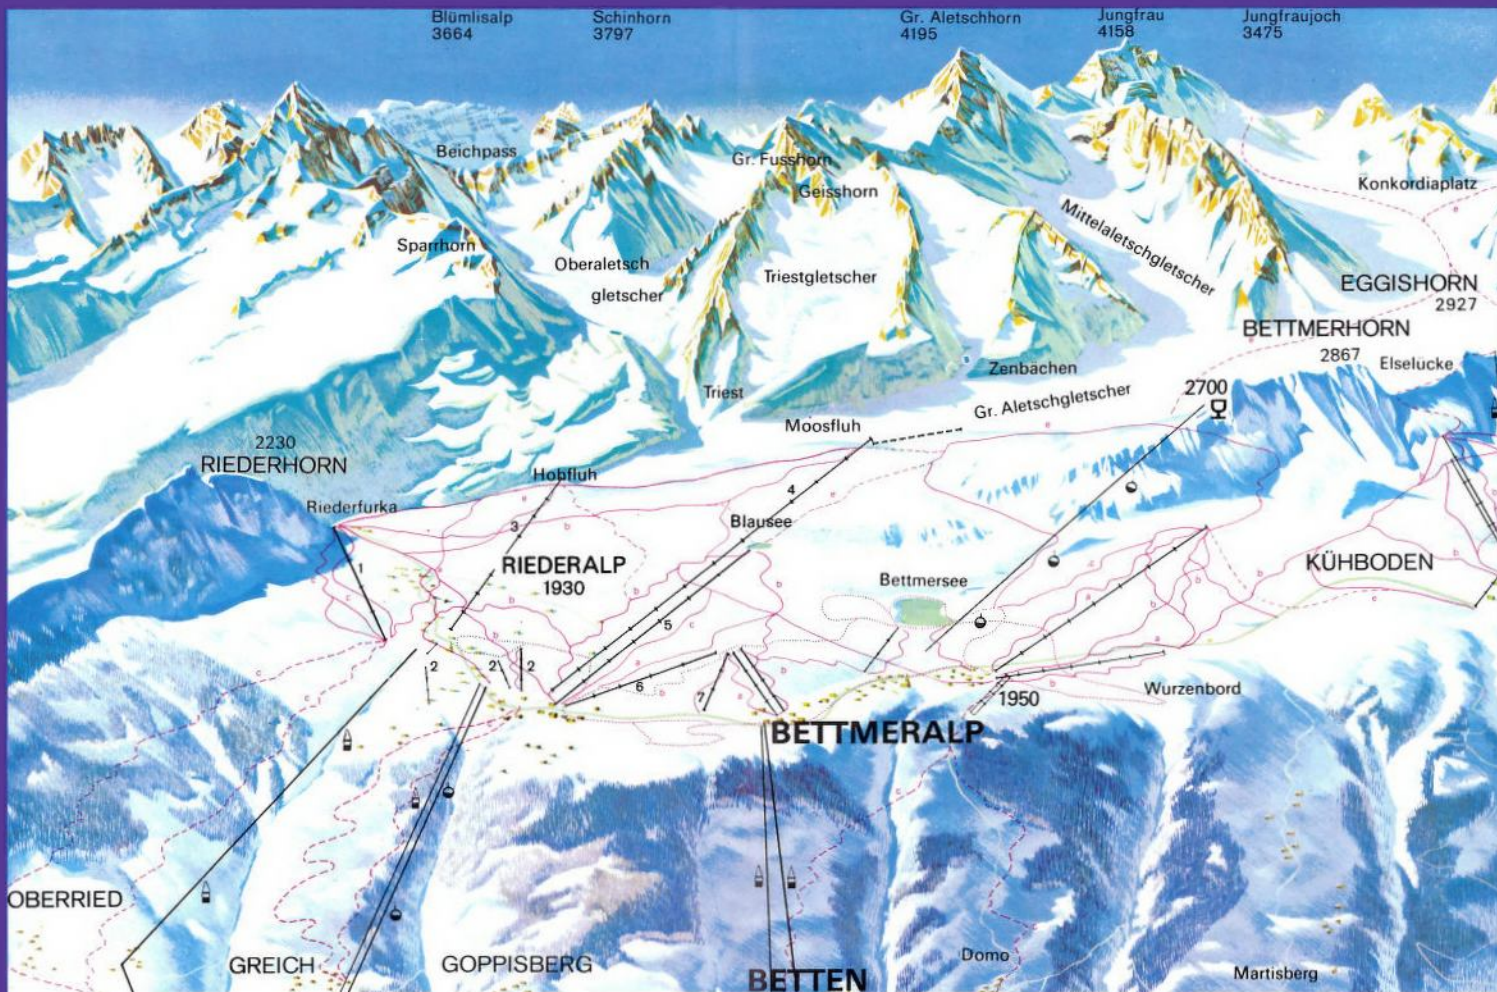 Blümlisalp
3664
Schinhorn
3797
Gr. Aletschhorn
4195
Jungfrau
4158
Jungfraujoch
3475
Beichpass
Gr. Fusshorn
Geisshorn
Konkordiaplatz
Mittelaletschgletscher
Sparrhorn
Oberaletsch
gletscher
Triestgletscher
EGGISHORN
2927
BETTMERHORN
2867
Elselücke
Zenbächen
Triest
Gr. Aletschgletscher
2700
Moosfluh
2230
RIEDERHORN
Hohfluh
Riederfurka
e
e
e
e
e
e
4
3
b
b
Blausee
1
c
RIEDERALP
1930
KÜHBODEN
Bettmersee
c
b
5
c
a
b
b
b
a
b
2
2
2
6
a
b
7
a
b
a
b
c
c
1950
Wurzenbord
BETTMERALP
c
OBERRIED
GREICH
GOPPISBERG
BETTEN
Domo
Martisberg